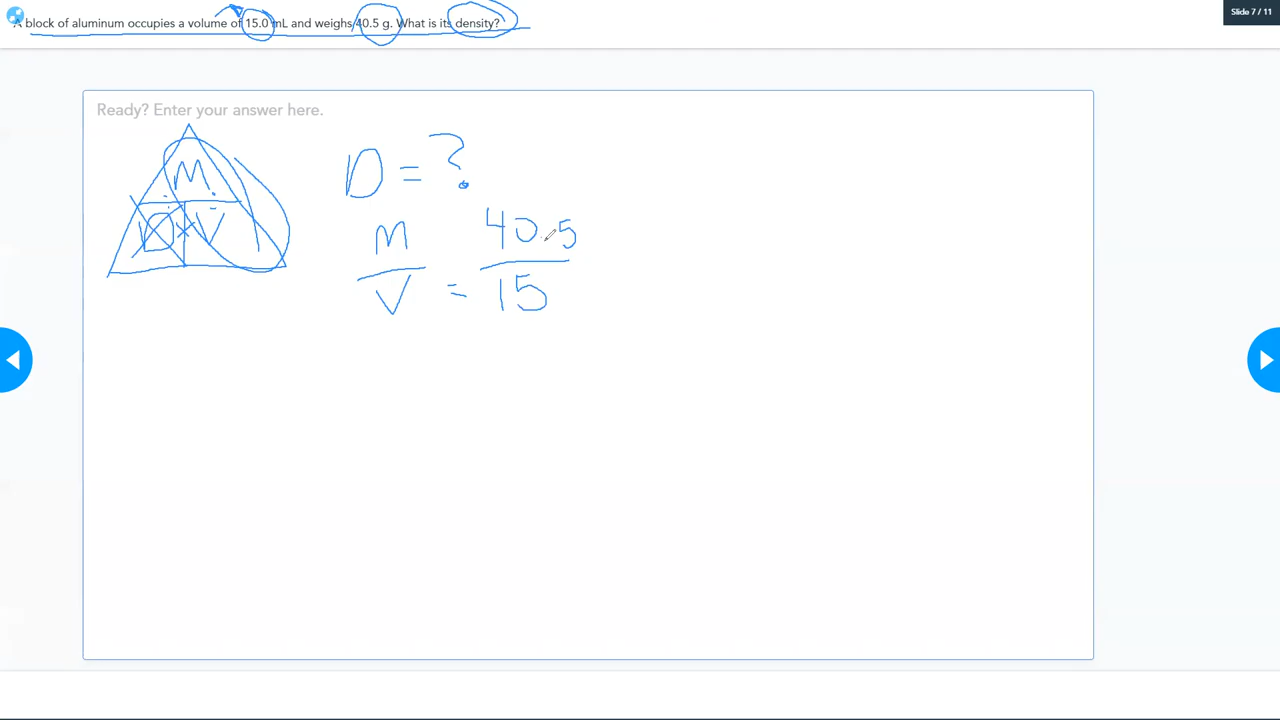 A block of aluminum occupies a volume of 15.0 mL and weighs 40.5 g. What is its density?
Slide 7 / 11
Ready? Enter your answer here.
M
D × V
D = ?
M
V
=
40.5
15